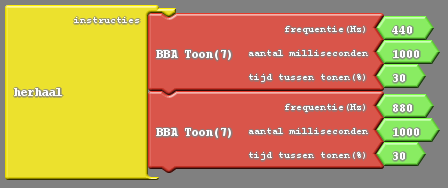 instructies
herhaal
BBA Toon(7)
frequentie(Hz) 440
aantal milliseconden 1000
tijd tussen tonen(%) 30
BBA Toon(7)
frequentie(Hz) 880
aantal milliseconden 1000
tijd tussen tonen(%) 30